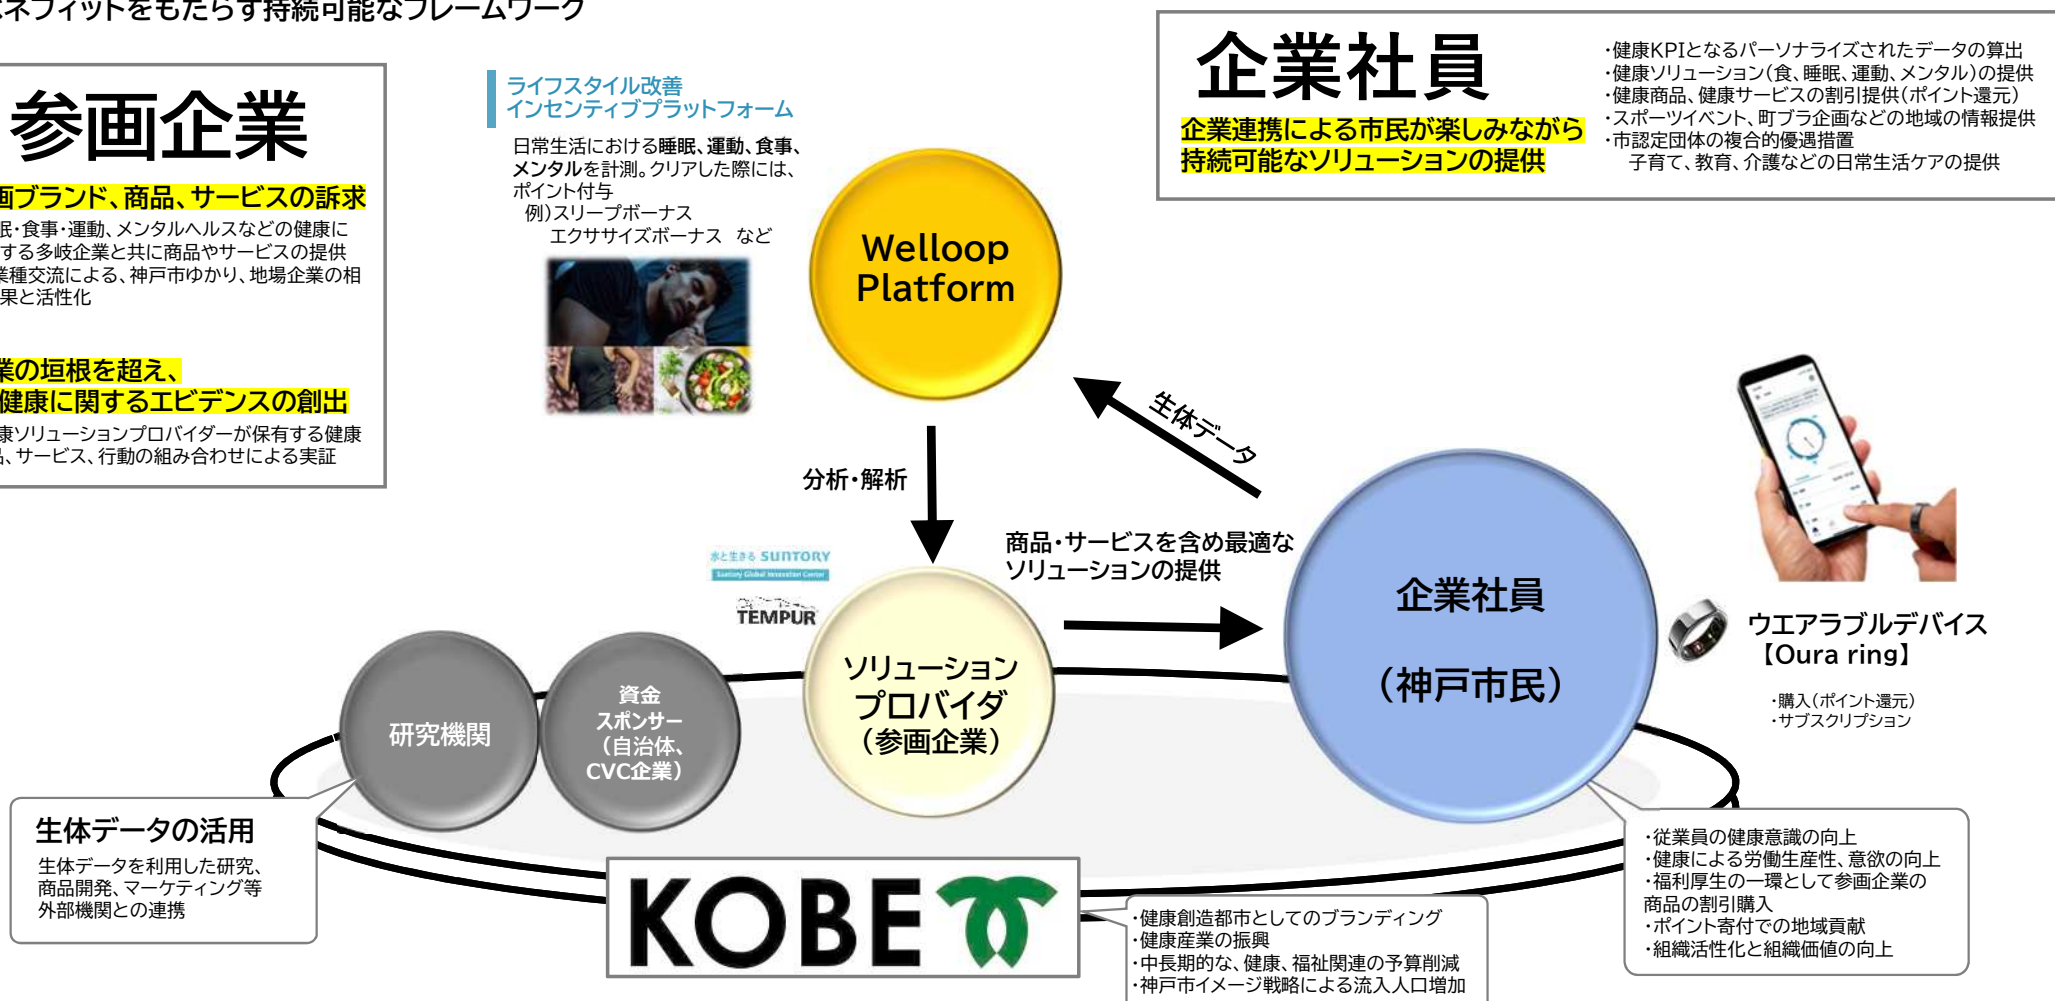 ネフィットをもたらす持続可能なフレームワーク
参画企業
画ブランド、商品、サービスの訴求
民・食事・運動、メンタルヘルスなどの健康に
する多岐企業と共に商品やサービスの提供
業種交流による、神戸市ゆかり、地場企業の相
果と活性化
業の垣根を超え、
健康に関するエビデンスの創出
康ソリューションプロバイダーが保有する健康
品、サービス、行動の組み合わせによる実証
ライフスタイル改善
インセンティブプラットフォーム
日常生活における睡眠、運動、食事、
メンタルを計測。クリアした際には、
ポイント付与
例)スリープボーナス
エクササイズボーナス など
Welloop
Platform
企業社員
企業連携による市民が楽しみながら
持続可能なソリューションの提供
・健康KPIとなるパーソナライズされたデータの算出
・健康ソリューション(食、睡眠、運動、メンタル)の提供
・健康商品、健康サービスの割引提供(ポイント還元)
・スポーツイベント、町ブラ企画などの地域の情報提供
・市認定団体の複合的優遇措置
子育て、教育、介護などの日常生活ケアの提供
生体データ
分析・解析
商品・サービスを含め最適な
ソリューションの提供
水と生きる SUNTORY
Suntory Global Innovation Center
TEMPUR
研究機関
資金
スポンサー
(自治体、
CVC企業)
ソリューション
プロバイダ
(参画企業)
企業社員
(神戸市民)
ウエアラブルデバイス
【Oura ring】
・購入(ポイント還元)
・サブスクリプション
生体データの活用
生体データを利用した研究、
商品開発、マーケティング等
外部機関との連携
KOBE
・健康創造都市としてのブランディング
・健康産業の振興
・中長期的な、健康、福祉関連の予算削減
・神戸市イメージ戦略による流入人口増加
・従業員の健康意識の向上
・健康による労働生産性、意欲の向上
・福利厚生の一環として参画企業の
商品の割引購入
・ポイント寄付での地域貢献
・組織活性化と組織価値の向上